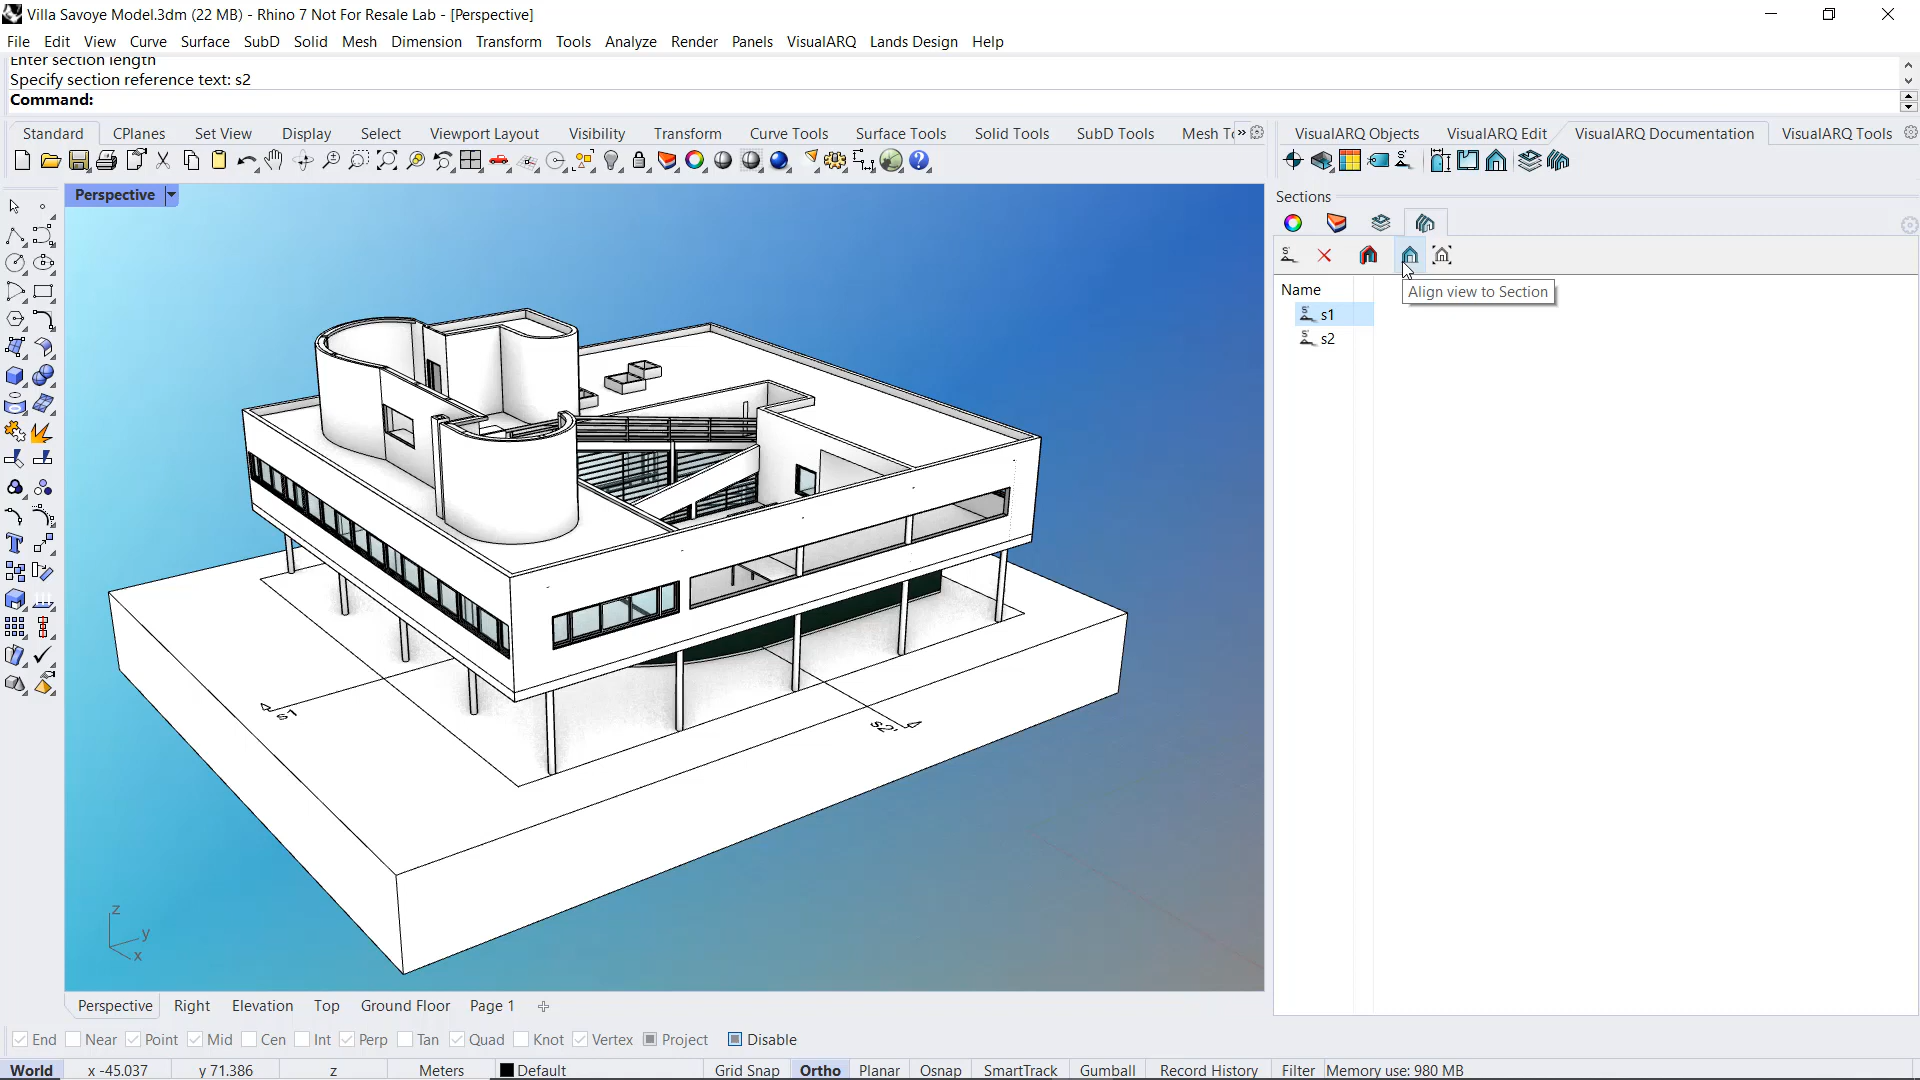 Villa Savoye Model.3dm (22 MB) - Rhino 7 Not For Resale Lab - [Perspective]
File Edit View Curve Surface SubD Solid Mesh Dimension Transform Tools Analyze Render Panels VisualARQ Lands Design Help
Enter section length
Specify section reference text: s2
Command:
Standard CPlanes Set View Display Select Viewport Layout Visibility Transform Curve Tools Surface Tools Solid Tools SubD Tools Mesh To »
VisualARQ Objects VisualARQ Edit VisualARQ Documentation VisualARQ Tools
Perspective
Sections
Align view to Section
Name
s1
s2
s1
s2
z
y
x
Perspective Right Elevation Top Ground Floor Page 1
End Near Point Mid Cen Int Perp Tan Quad Knot Vertex Project Disable
World x -45.037 y 71.386 z Meters Default Grid Snap Ortho Planar Osnap SmartTrack Gumball Record History Filter Memory use: 980 MB